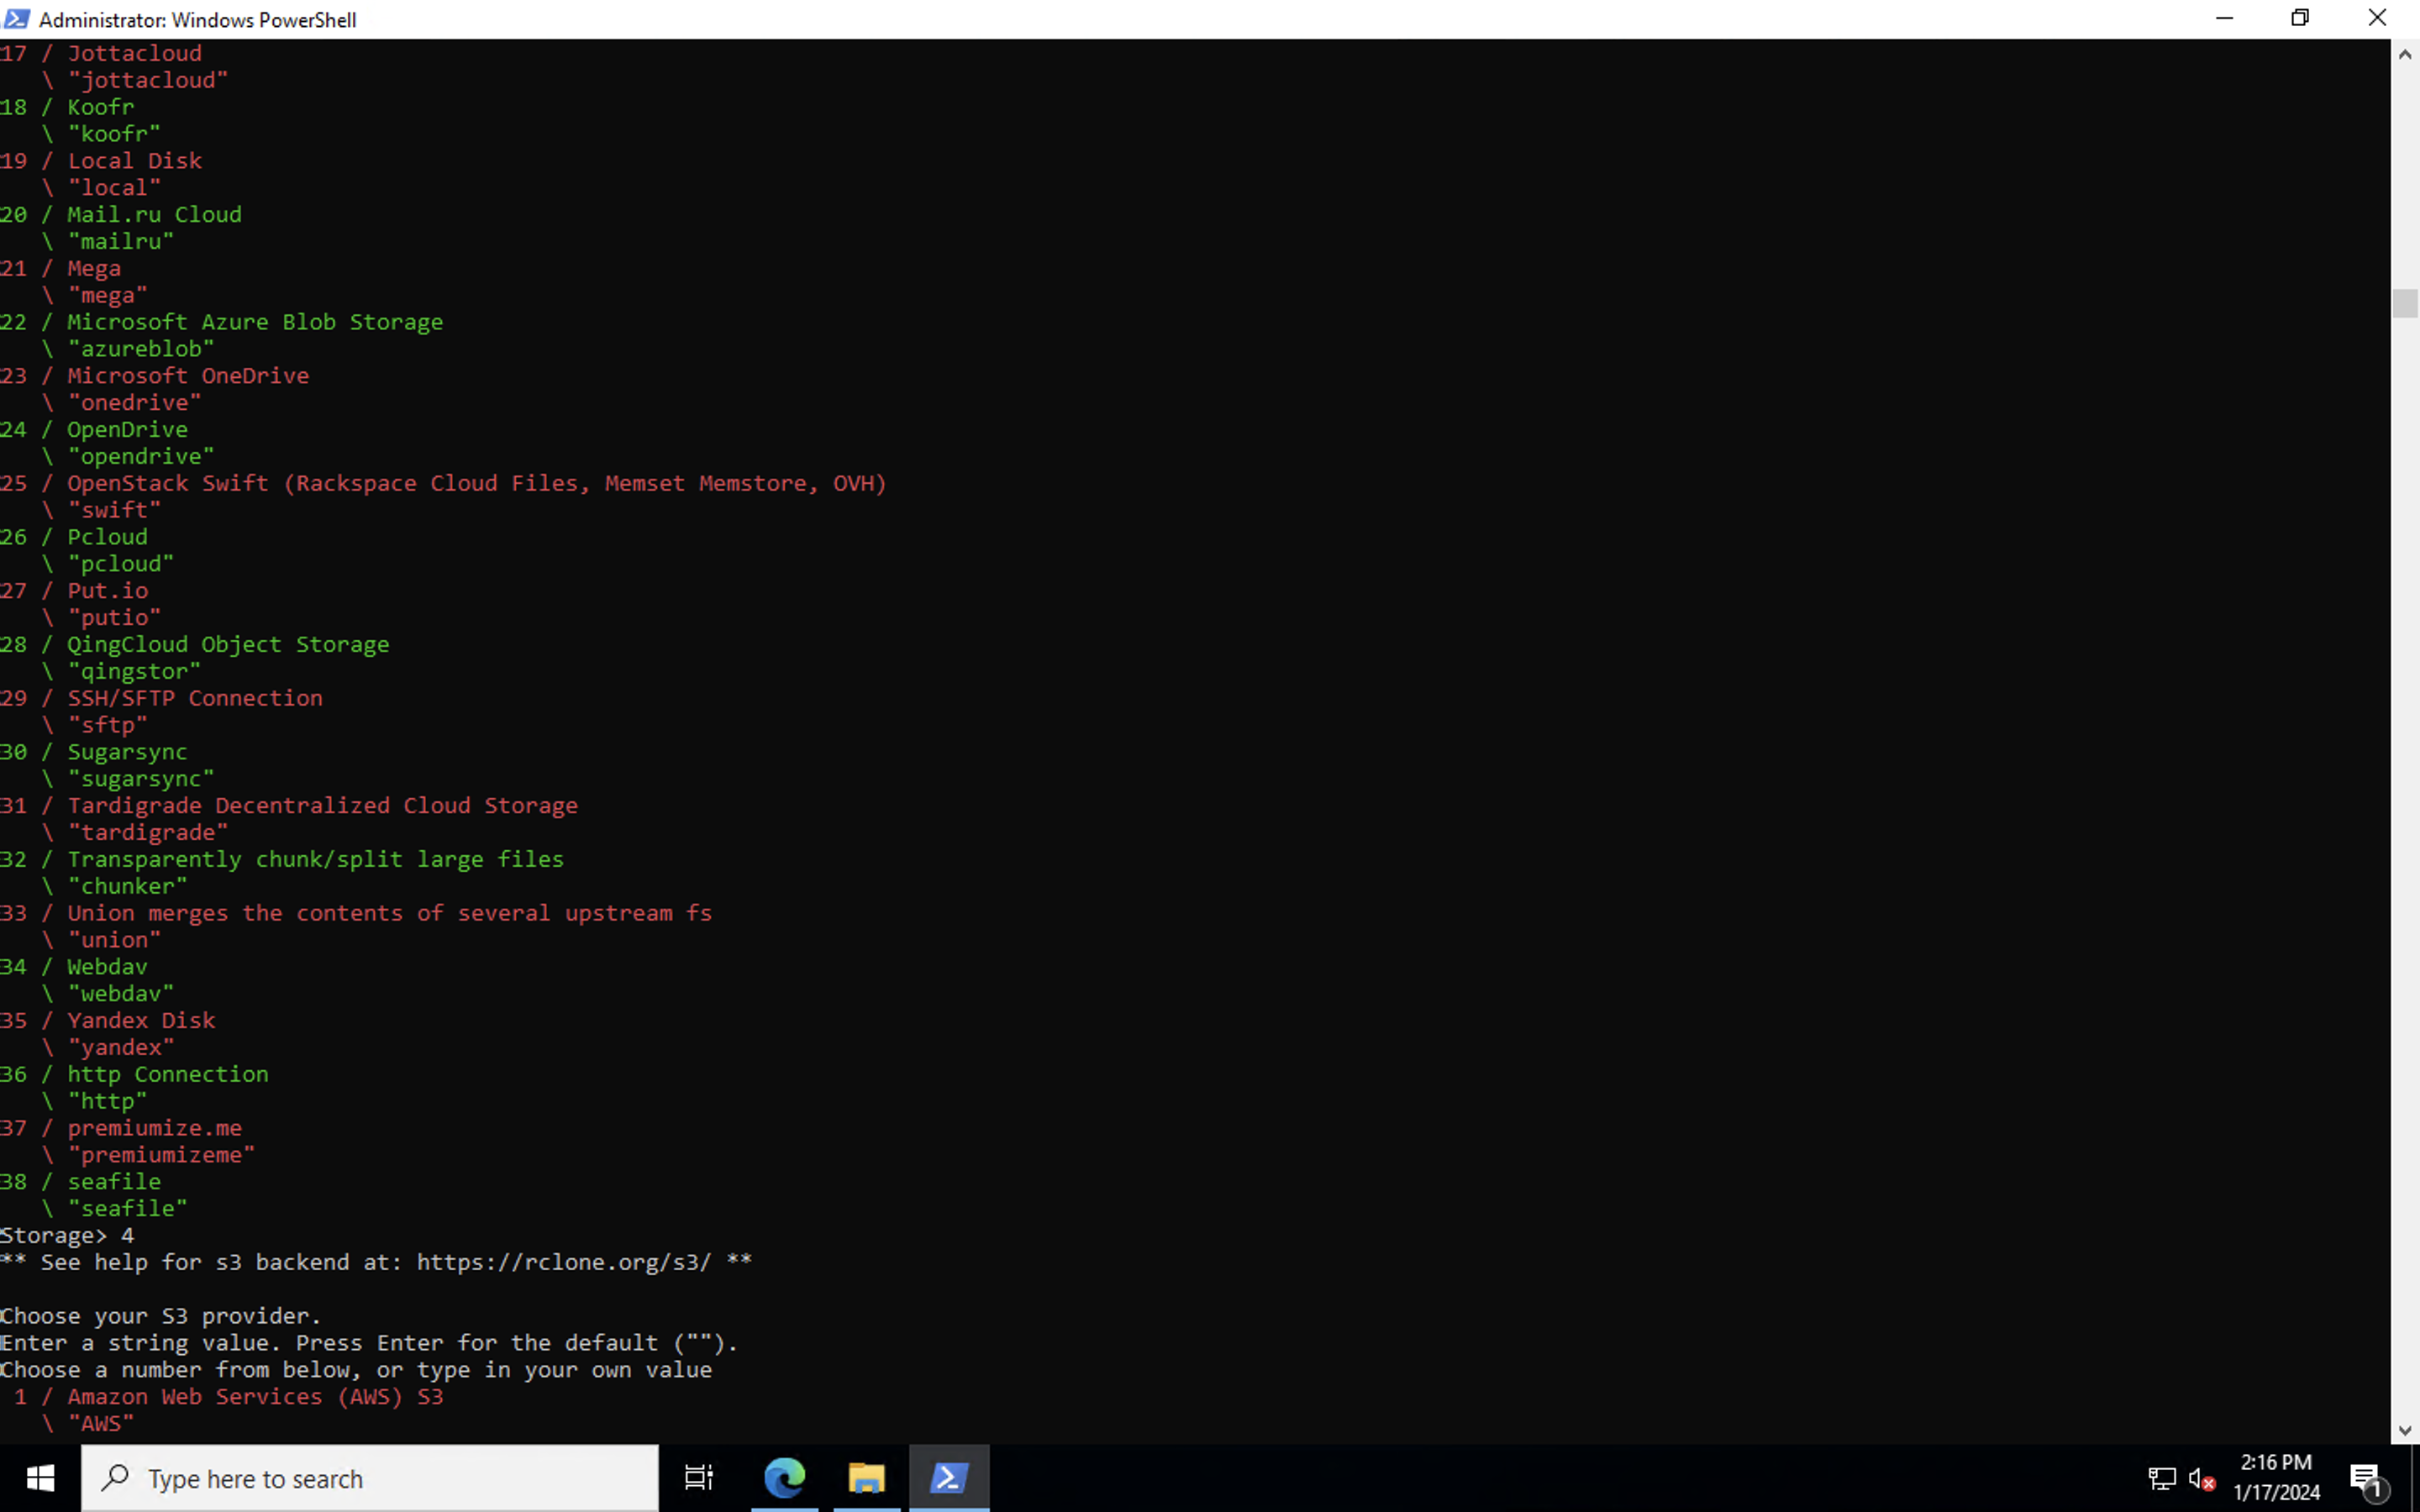 Administrator: Windows PowerShell
17 / Jottacloud
\ "jottacloud"
18 / Koofr
\ "koofr"
19 / Local Disk
\ "local"
20 / Mail.ru Cloud
\ "mailru"
21 / Mega
\ "mega"
22 / Microsoft Azure Blob Storage
\ "azureblob"
23 / Microsoft OneDrive
\ "onedrive"
24 / OpenDrive
\ "opendrive"
25 / OpenStack Swift (Rackspace Cloud Files, Memset Memstore, OVH)
\ "swift"
26 / Pcloud
\ "pcloud"
27 / Put.io
\ "putio"
28 / QingCloud Object Storage
\ "qingstor"
29 / SSH/SFTP Connection
\ "sftp"
30 / Sugarsync
\ "sugarsync"
31 / Tardigrade Decentralized Cloud Storage
\ "tardigrade"
32 / Transparently chunk/split large files
\ "chunker"
33 / Union merges the contents of several upstream fs
\ "union"
34 / Webdav
\ "webdav"
35 / Yandex Disk
\ "yandex"
36 / http Connection
\ "http"
37 / premiumize.me
\ "premiumizeme"
38 / seafile
\ "seafile"
Storage> 4
** See help for s3 backend at: https://rclone.org/s3/ **
Choose your S3 provider.
Enter a string value. Press Enter for the default ("").
Choose a number from below, or type in your own value
1 / Amazon Web Services (AWS) S3
\ "AWS"
Type here to search
2:16 PM
1/17/2024
1